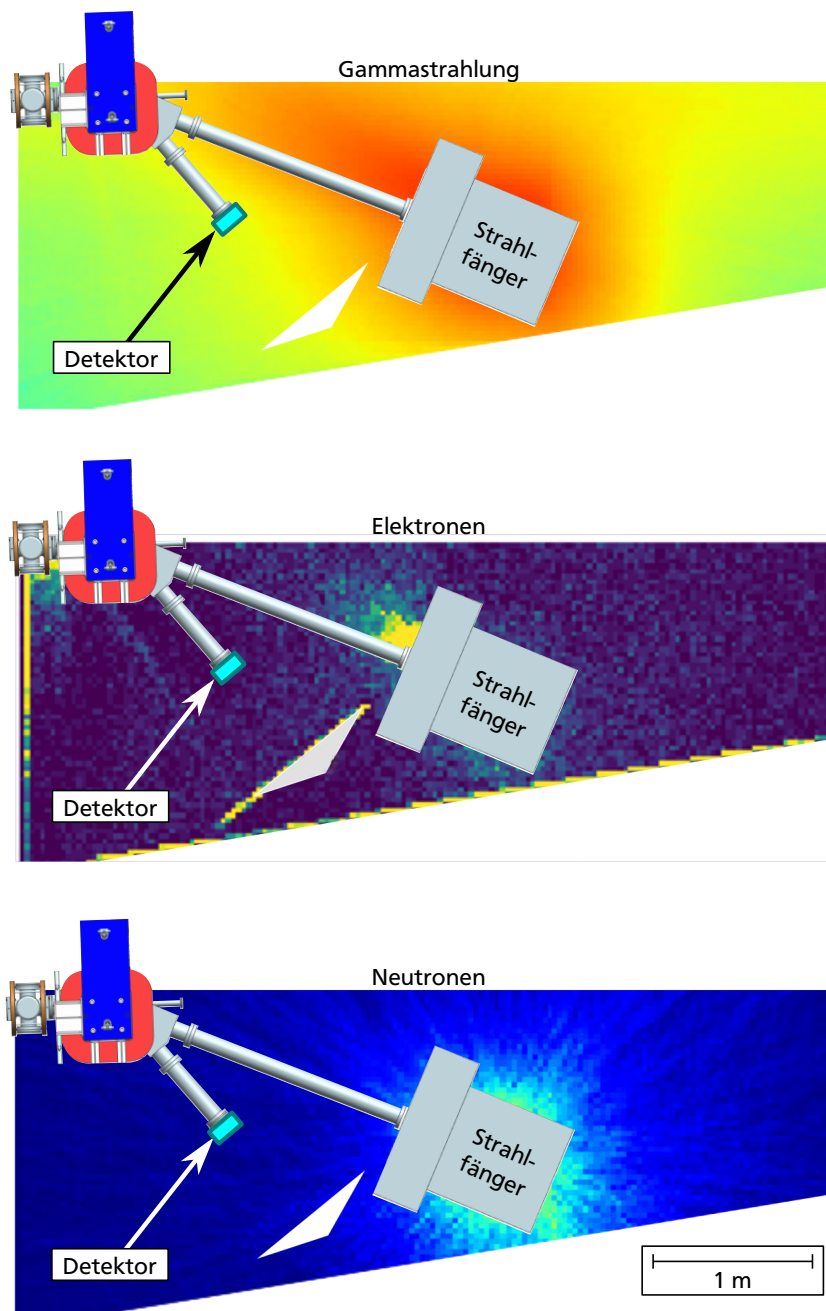 Gammastrahlung
Strahl-
fänger
Detektor
Elektronen
Strahl-
fänger
Detektor
Neutronen
Strahl-
fänger
Detektor
1 m